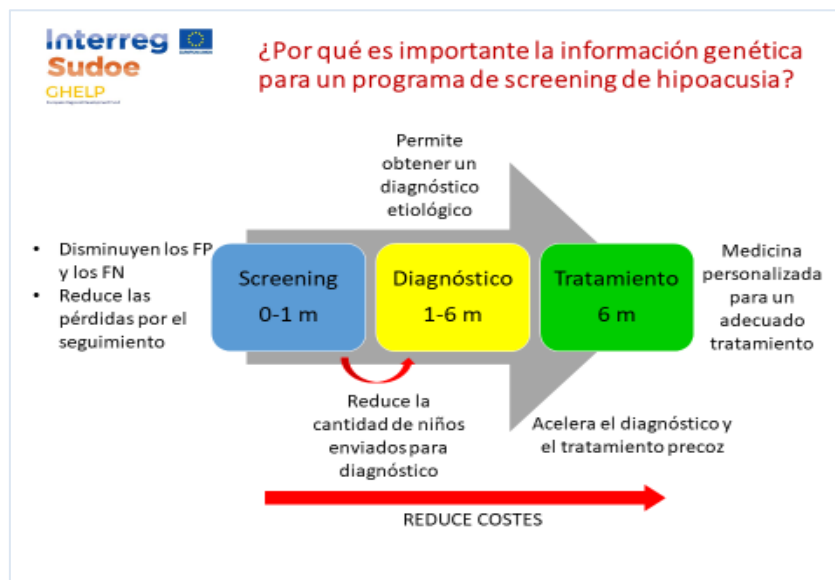 Interreg
Sudoe
GHELP
¿Por qué es importante la información genética
para un programa de screening de hipoacusia?
Permite
obtener un
diagnóstico
etiológico
• Disminuyen los FP
y los FN
• Reduce las
pérdidas por el
seguimiento
Screening
0-1 m
Diagnóstico
1-6 m
Tratamiento
6 m
Medicina
personalizada
para un
adecuado
tratamiento
Reduce la
cantidad de niños
enviados para
diagnóstico
Acelera el diagnóstico y
el tratamiento precoz
REDUCE COSTES